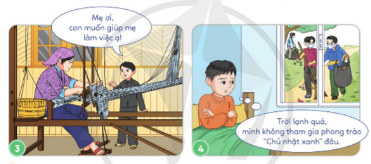 Mẹ ơi,
con muốn giúp mẹ
làm việc ạ!
3
4
Trời lạnh quá,
mình không tham gia phong trào
"Chủ nhật xanh" đâu.